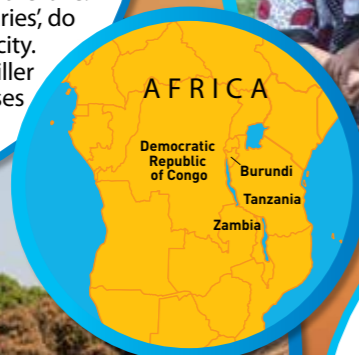 ries’, do
city.
iller
ses
AFRICA
Democratic
Republic
of Congo
Burundi
Tanzania
Zambia